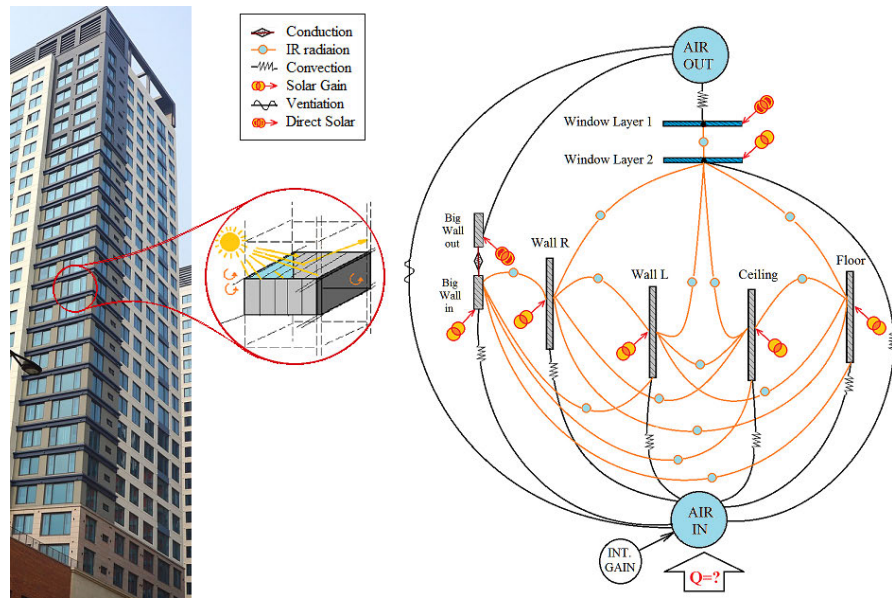 Conduction
IR radiaion
Convection
Solar Gain
Ventiation
Direct Solar
AIR
OUT
Window Layer 1
Window Layer 2
Big
Wall
out
Big
Wall
in
Wall R
Wall L
Ceiling
Floor
AIR
IN
INT.
GAIN
Q=?